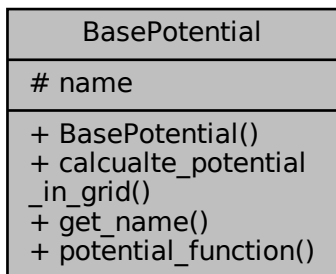 BasePotential
# name
+ BasePotential()
+ calcualte_potential
_in_grid()
+ get_name()
+ potential_function()